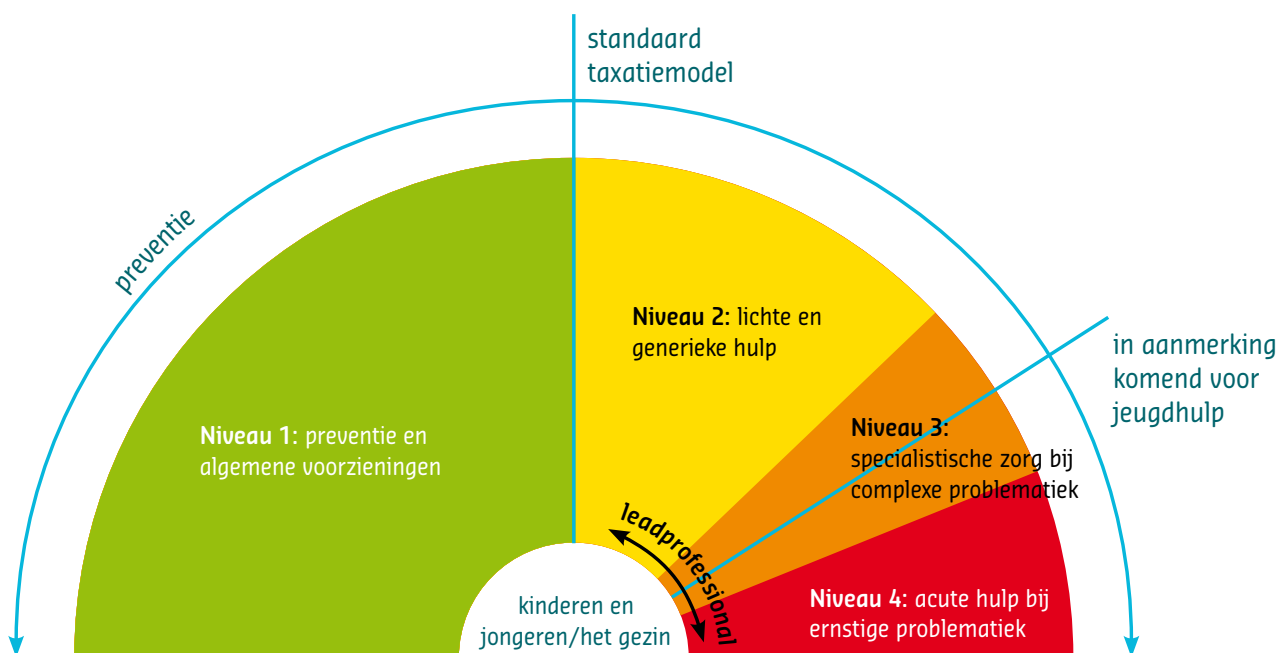 standaard
taxatiemodel
preventie
Niveau 2: lichte en
generieke hulp
in aanmerking
komend voor
jeugdhulp
Niveau 1: preventie en
algemene voorzieningen
Niveau 3:
specialistische zorg bij
complexe problematiek
leadprofessional
Niveau 4: acute hulp bij
ernstige problematiek
kinderen en
jongeren/het gezin